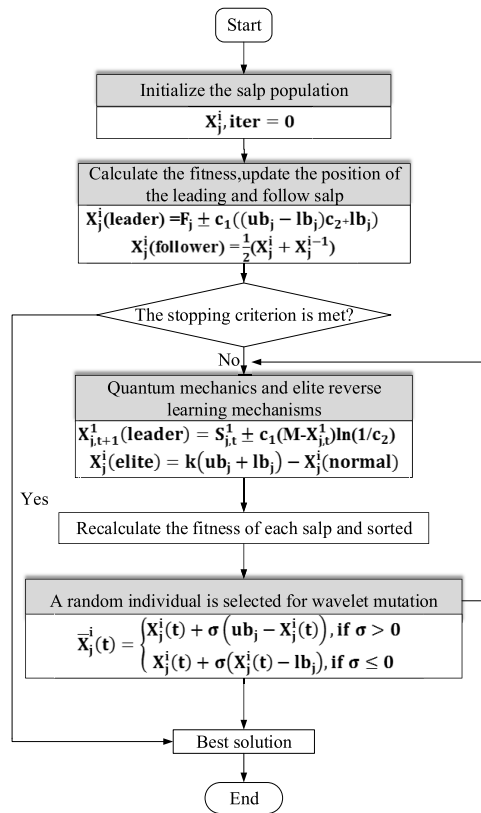 Start
Initialize the salp population
X_j^i, iter = 0
Calculate the fitness,update the position of
the leading and follow salp
X_j^i(leader) =F_j ± c_1((ub_j − lb_j)c_2+lb_j)
X_j^i(follower) = 1/2(X_j^i + X_j^{i−1})
The stopping criterion is met?
No
Quantum mechanics and elite reverse
learning mechanisms
X_{j,t+1}^1(leader) = S_{j,t}^1 ± c_1(M-X_{j,t}^1)ln(1/c_2)
X_j^i(elite) = k(ub_j + lb_j) − X_j^i(normal)
Yes
Recalculate the fitness of each salp and sorted
A random individual is selected for wavelet mutation
X̅_j^i(t) = { X_j^i(t) + σ(ub_j − X_j^i(t)), if σ > 0
X_j^i(t) + σ(X_j^i(t) − lb_j), if σ ≤ 0
Best solution
End